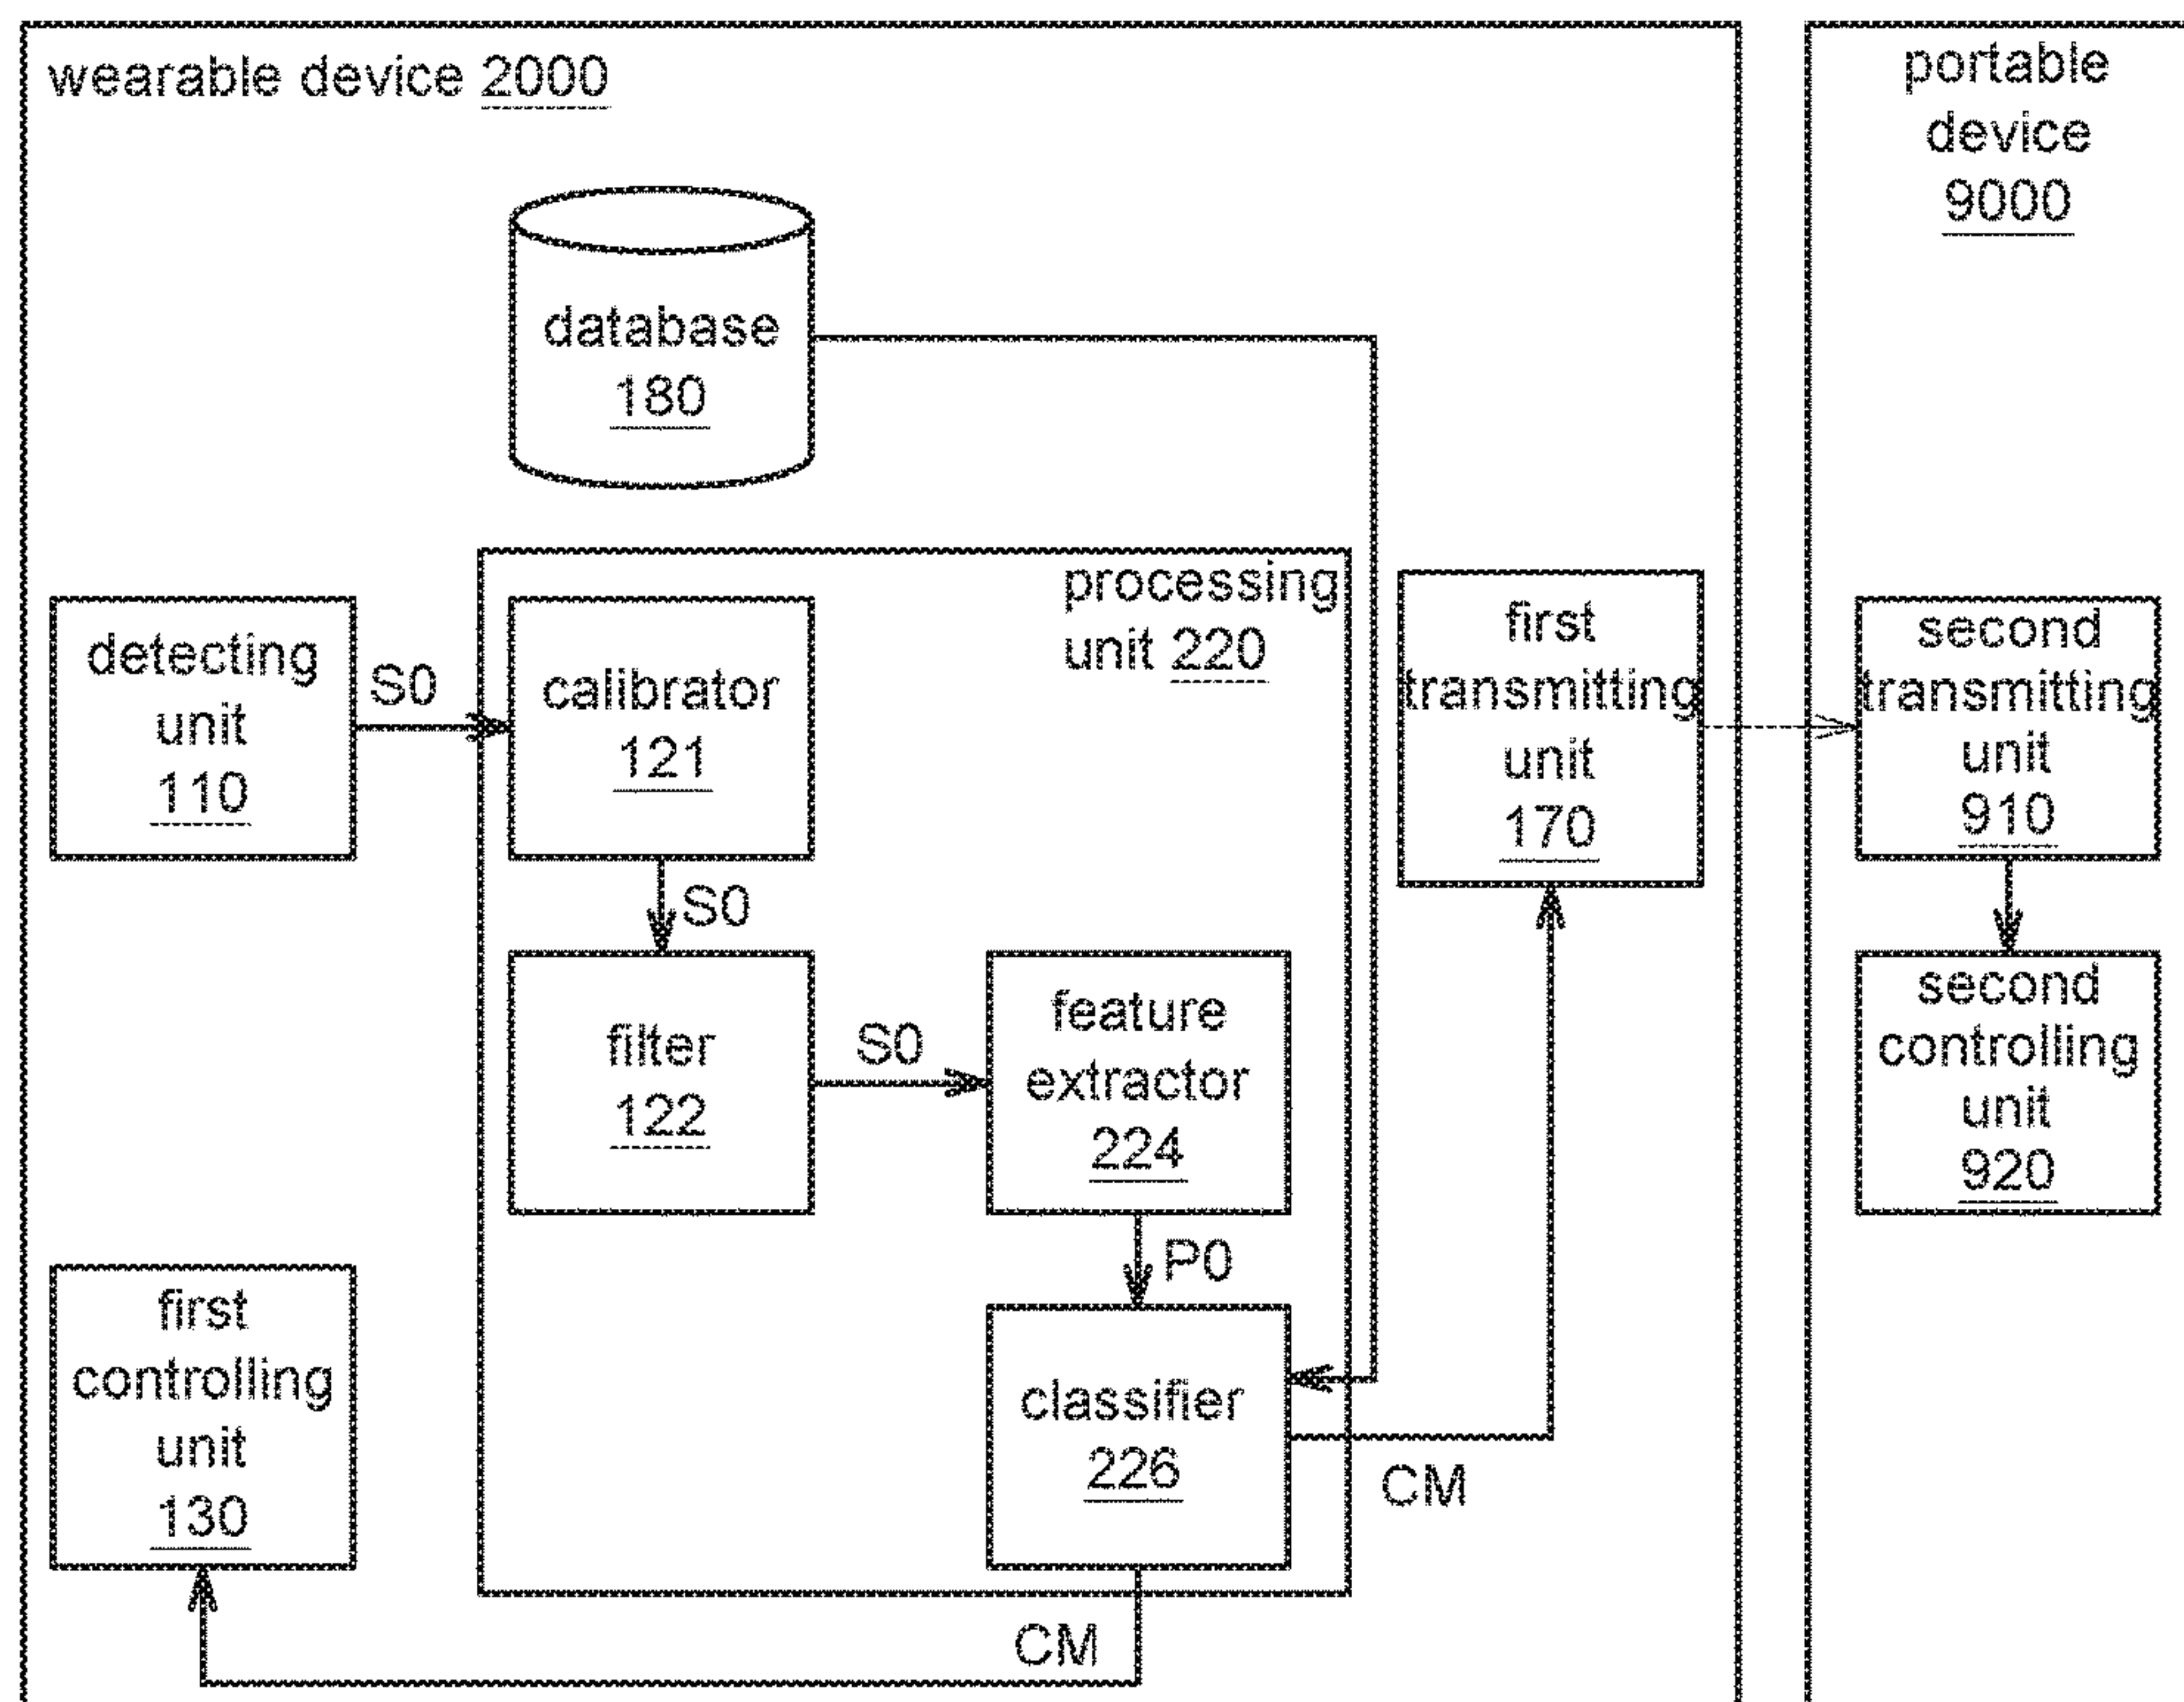 wearable device 2000
portable
device
9000
database
180
processing
unit 220
detecting
unit
110
S0
calibrator
121
first
transmitting
unit
170
second
transmitting
unit
910
S0
filter
122
S0
feature
extractor
224
second
controlling
unit
920
P0
first
controlling
unit
130
classifier
226
CM
CM